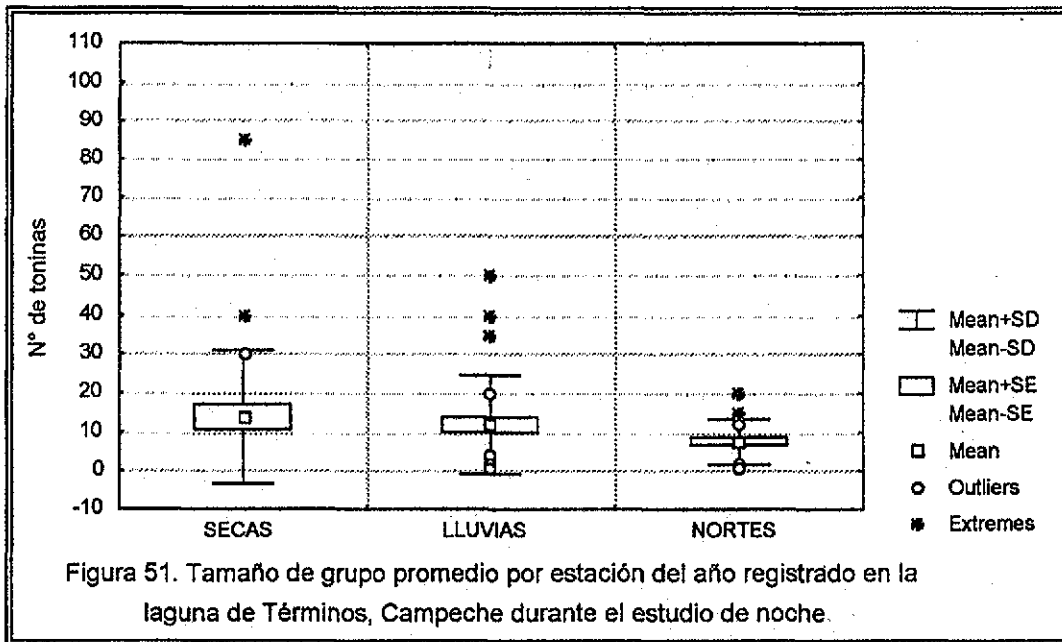 110
100
90
80
70
60
50
40
30
20
10
0
-10
N° de toninas
SECAS
LLUVIAS
NORTES
Mean+SD
Mean-SD
Mean+SE
Mean-SE
Mean
Outliers
Extremes
Figura 51. Tamaño de grupo promedio por estación del año registrado en la
laguna de Términos, Campeche durante el estudio de noche.